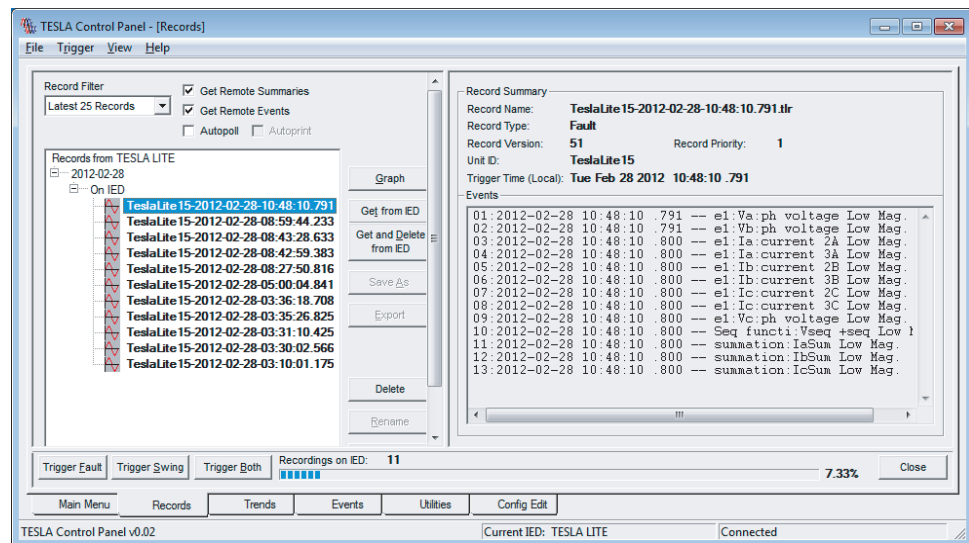 TESLA Control Panel - [Records]
File Trigger View Help
Record Filter
Latest 25 Records
Get Remote Summaries
Get Remote Events
Autopoll Autoprint
Records from TESLA LITE
2012-02-28
On IED
TeslaLite15-2012-02-28-10:48:10.791
TeslaLite15-2012-02-28-08:59:44.233
TeslaLite15-2012-02-28-08:43:28.633
TeslaLite15-2012-02-28-08:42:59.383
TeslaLite15-2012-02-28-08:27:50.816
TeslaLite15-2012-02-28-05:00:04.841
TeslaLite15-2012-02-28-03:36:18.708
TeslaLite15-2012-02-28-03:35:26.825
TeslaLite15-2012-02-28-03:31:10.425
TeslaLite15-2012-02-28-03:30:02.566
TeslaLite15-2012-02-28-03:10:01.175
Graph
Get from IED
Get and Delete
from IED
Save As
Export
Delete
Rename
Record Summary
Record Name: TeslaLite15-2012-02-28-10:48:10.791.tlr
Record Type: Fault
Record Version: 51 Record Priority: 1
Unit ID: TeslaLite15
Trigger Time (Local): Tue Feb 28 2012 10:48:10 .791
Events
01:2012-02-28 10:48:10 .791 -- e1:Va:ph voltage Low Mag.
02:2012-02-28 10:48:10 .791 -- e1:Vb:ph voltage Low Mag.
03:2012-02-28 10:48:10 .800 -- e1:Ia:current 2A Low Mag.
04:2012-02-28 10:48:10 .800 -- e1:Ia:current 3A Low Mag.
05:2012-02-28 10:48:10 .800 -- e1:Ib:current 2B Low Mag.
06:2012-02-28 10:48:10 .800 -- e1:Ib:current 3B Low Mag.
07:2012-02-28 10:48:10 .800 -- e1:Ic:current 2C Low Mag.
08:2012-02-28 10:48:10 .800 -- e1:Ic:current 3C Low Mag.
09:2012-02-28 10:48:10 .800 -- e1:Vc:ph voltage Low Mag.
10:2012-02-28 10:48:10 .800 -- Seq functi:Vseq +seq Low
11:2012-02-28 10:48:10 .800 -- summation:IaSum Low Mag.
12:2012-02-28 10:48:10 .800 -- summation:IbSum Low Mag.
13:2012-02-28 10:48:10 .800 -- summation:IcSum Low Mag.
Trigger Fault Trigger Swing Trigger Both Recordings on IED: 11 7.33% Close
Main Menu Records Trends Events Utilities Config Edit
TESLA Control Panel v0.02 Current IED: TESLA LITE Connected